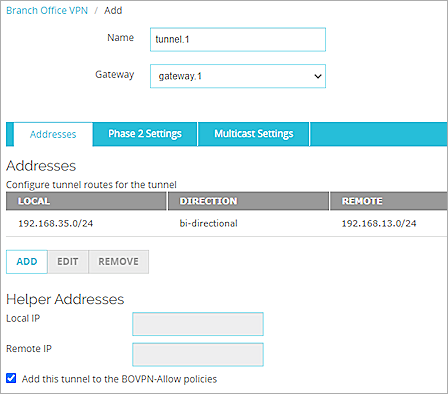 Branch Office VPN / Add
Name tunnel.1
Gateway gateway.1
Addresses Phase 2 Settings Multicast Settings
Addresses
Configure tunnel routes for the tunnel
LOCAL DIRECTION REMOTE
192.168.35.0/24 bi-directional 192.168.13.0/24
ADD EDIT REMOVE
Helper Addresses
Local IP
Remote IP
Add this tunnel to the BOVPN-Allow policies